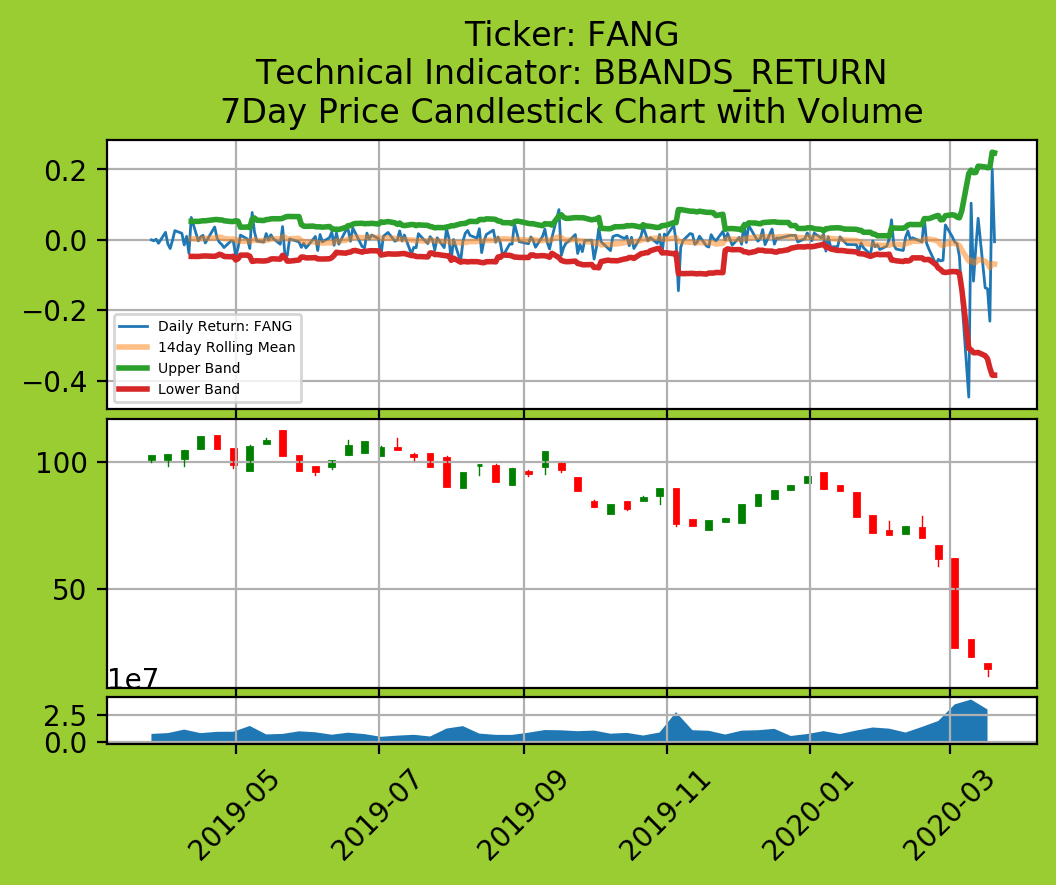 Ticker: FANG
Technical Indicator: BBANDS_RETURN
7Day Price Candlestick Chart with Volume
0.2
0.0
−0.2
−0.4
Daily Return: FANG
14day Rolling Mean
Upper Band
Lower Band
100
50
1e7
2.5
0.0
2019-05
2019-07
2019-09
2019-11
2020-01
2020-03